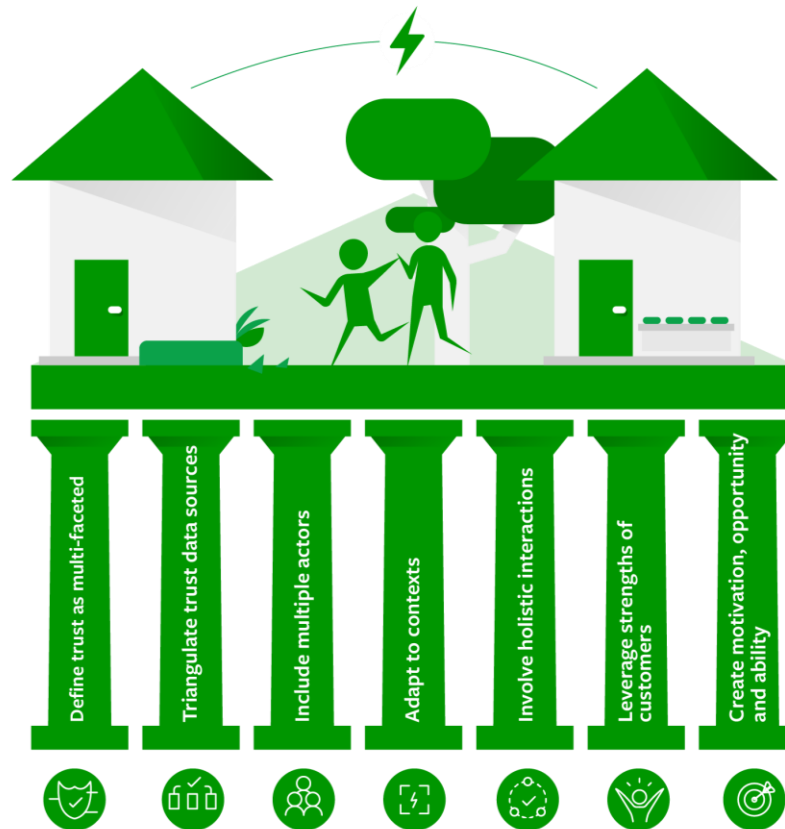 Define trust as multi-faceted
Triangulate trust data sources
Include multiple actors
Adapt to contexts
Involve holistic interactions
Leverage strengths of
customers
Create motivation, opportunity
and ability